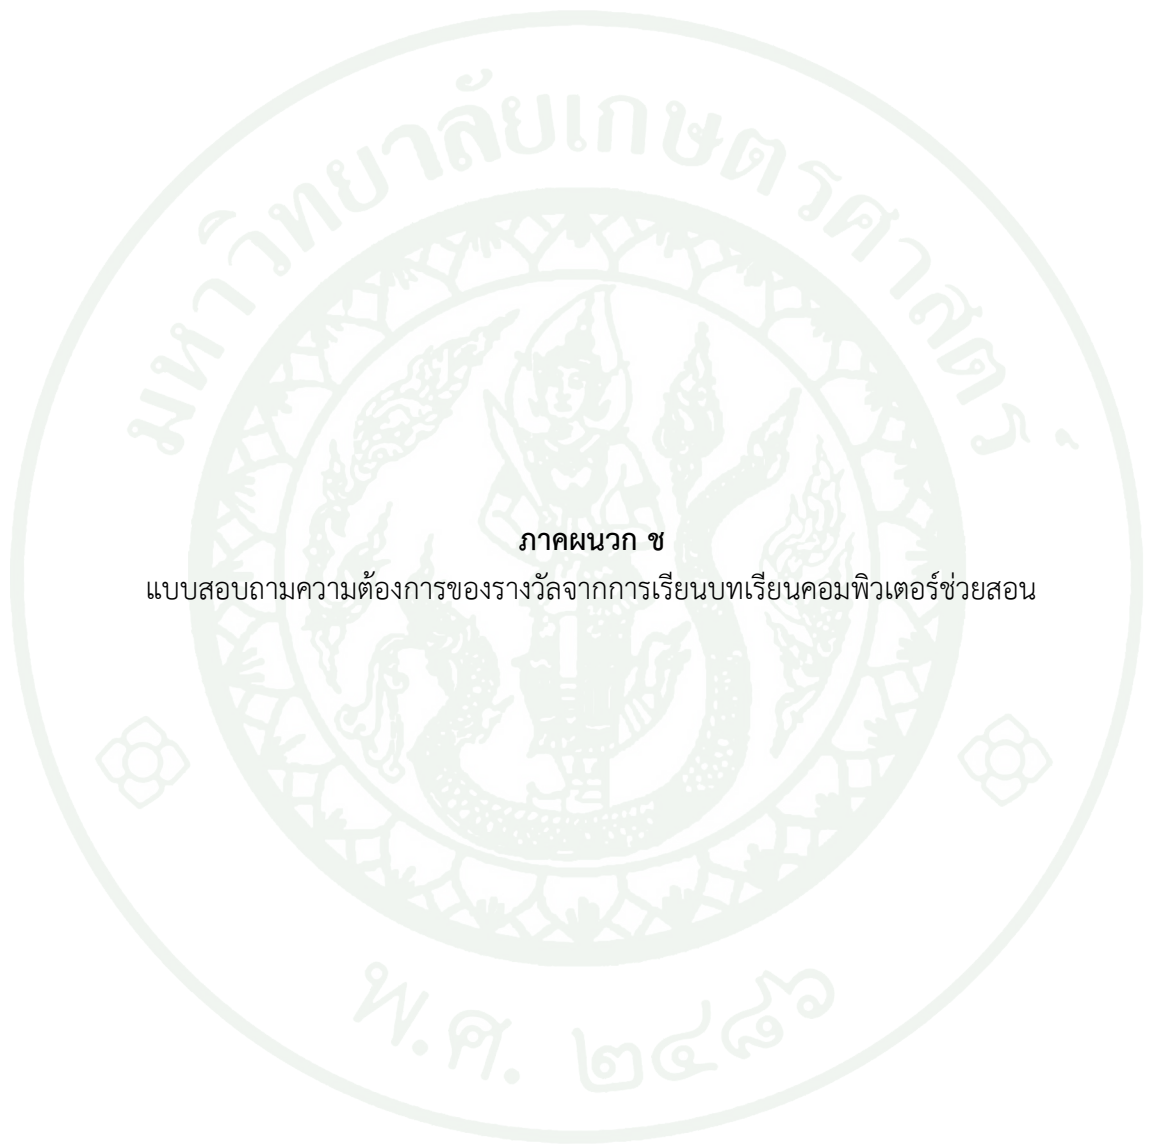 มหาวิทยาลัยเกษตรศาสตร์
ภาคผนวก ช
แบบสอบถามความต้องการของรางวัลจากการเรียนบทเรียนคอมพิวเตอร์ช่วยสอน
พ.ศ. ๒๔๘๖